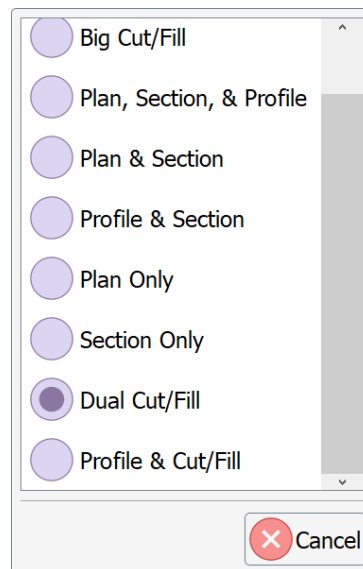 Big Cut/Fill
Plan, Section, & Profile
Plan & Section
Profile & Section
Plan Only
Section Only
Dual Cut/Fill
Profile & Cut/Fill
Cancel